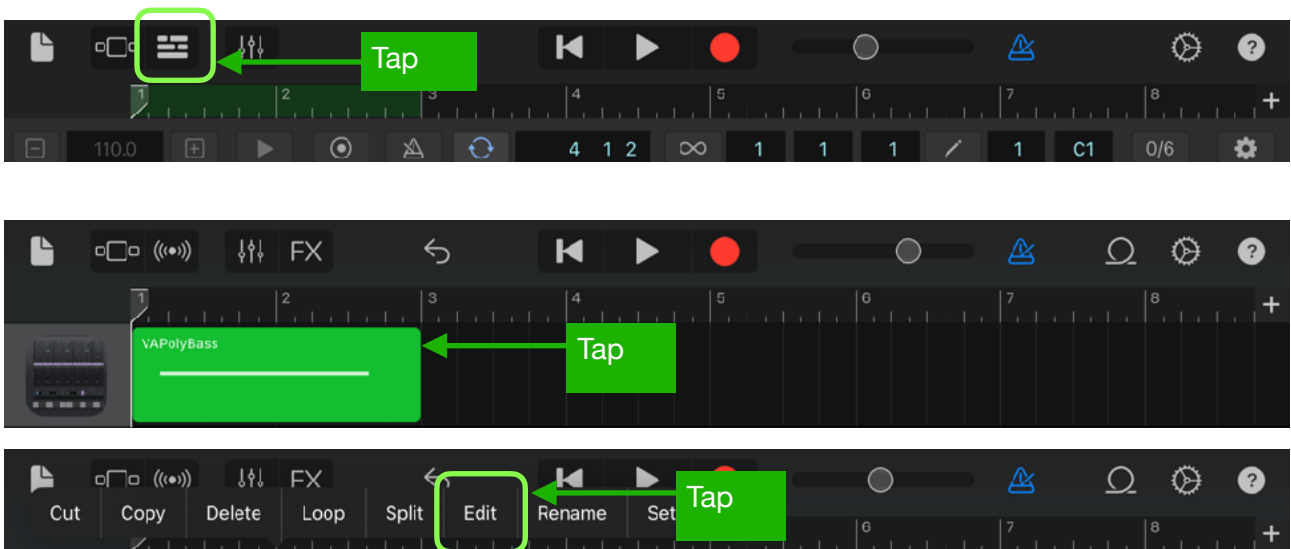 Tap
1 2 3 4 5 6 7 8 +
110.0 4 1 2 1 1 1 1 C1 0/6
FX ?
1 2 3 4 5 6 7 8 +
VAPolyBass
Tap
FX ?
Cut Copy Delete Loop Split Edit Rename Set Tap
6 7 8 +